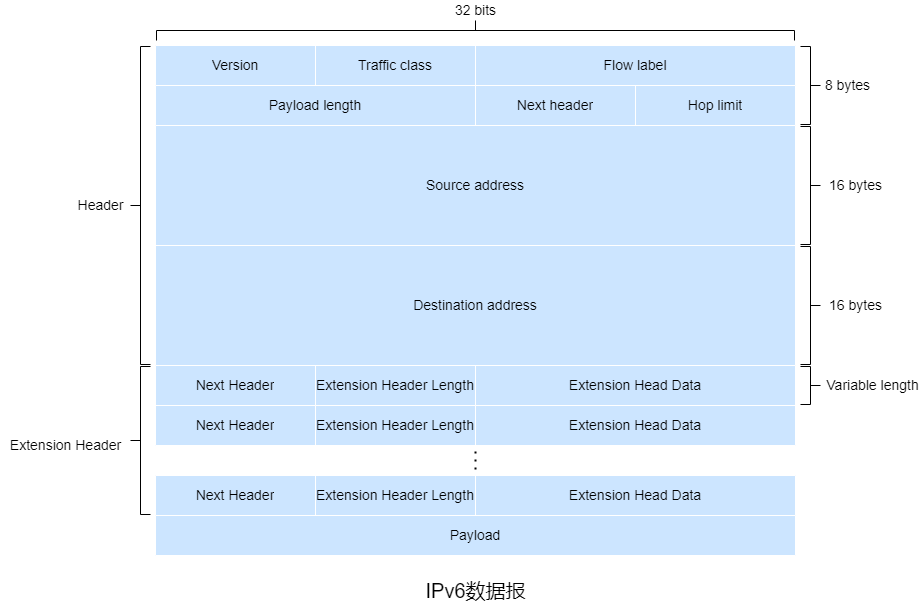 32 bits
Version
Traffic class
Flow label
8 bytes
Payload length
Next header
Hop limit
Header
Source address
16 bytes
Destination address
16 bytes
Next Header
Extension Header Length
Extension Head Data
Variable length
Extension Header
Next Header
Extension Header Length
Extension Head Data
Next Header
Extension Header Length
Extension Head Data
Payload
IPv6数据报